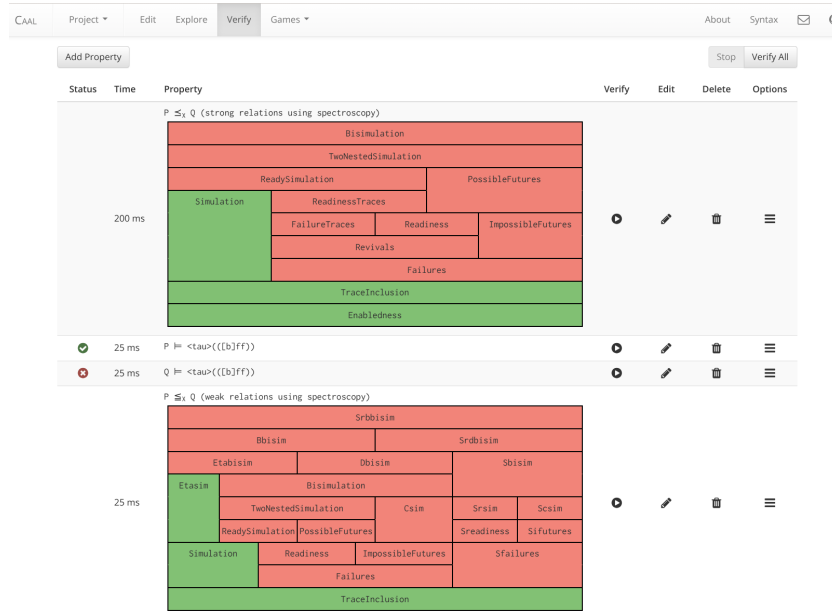 CAAL Project Edit Explore Verify Games About Syntax
Add Property Stop Verify All
Status Time Property Verify Edit Delete Options
P ≦X Q (strong relations using spectroscopy)
Bisimulation
TwoNestedSimulation
ReadySimulation PossibleFutures
Simulation ReadinessTraces
200 ms
FailureTraces Readiness ImpossibleFutures
Revivals
Failures
TraceInclusion
Enabledness
25 ms P ⊨ <tau>(([b]ff))
25 ms Q ⊨ <tau>(([b]ff))
P ≦X Q (weak relations using spectroscopy)
Srbbisim
Bbisim Srdbisim
Etabisim Dbisim Sbisim
Etasim Bisimulation
25 ms
TwoNestedSimulation Csim Srsim Scsim
ReadySimulation PossibleFutures Sreadiness Sifutures
Simulation Readiness ImpossibleFutures Sfailures
Failures
TraceInclusion